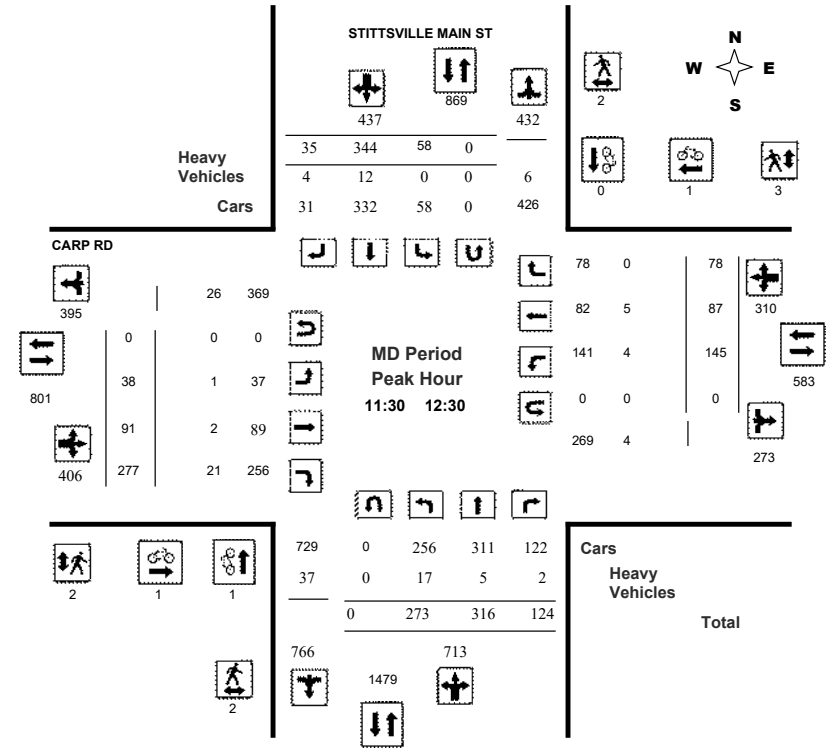 STITTSVILLE MAIN ST
N
W E
S
869
2
437 432
35 344 58 0
Heavy
Vehicles 4 12 0 0 6
Cars 31 332 58 0 426
0 1 3
CARP RD
395 26 369
78 0 78
310
0 0 0
82 5 87
801
38 1 37
MD Period
Peak Hour
11:30 12:30
141 4 145
583
91 2 89
0 0 0
406
277 21 256
269 4
273
729 0 256 311 122 Cars
37 0 17 5 2 Heavy
Vehicles
2 1 1
0 273 316 124 Total
766 713
1479
2